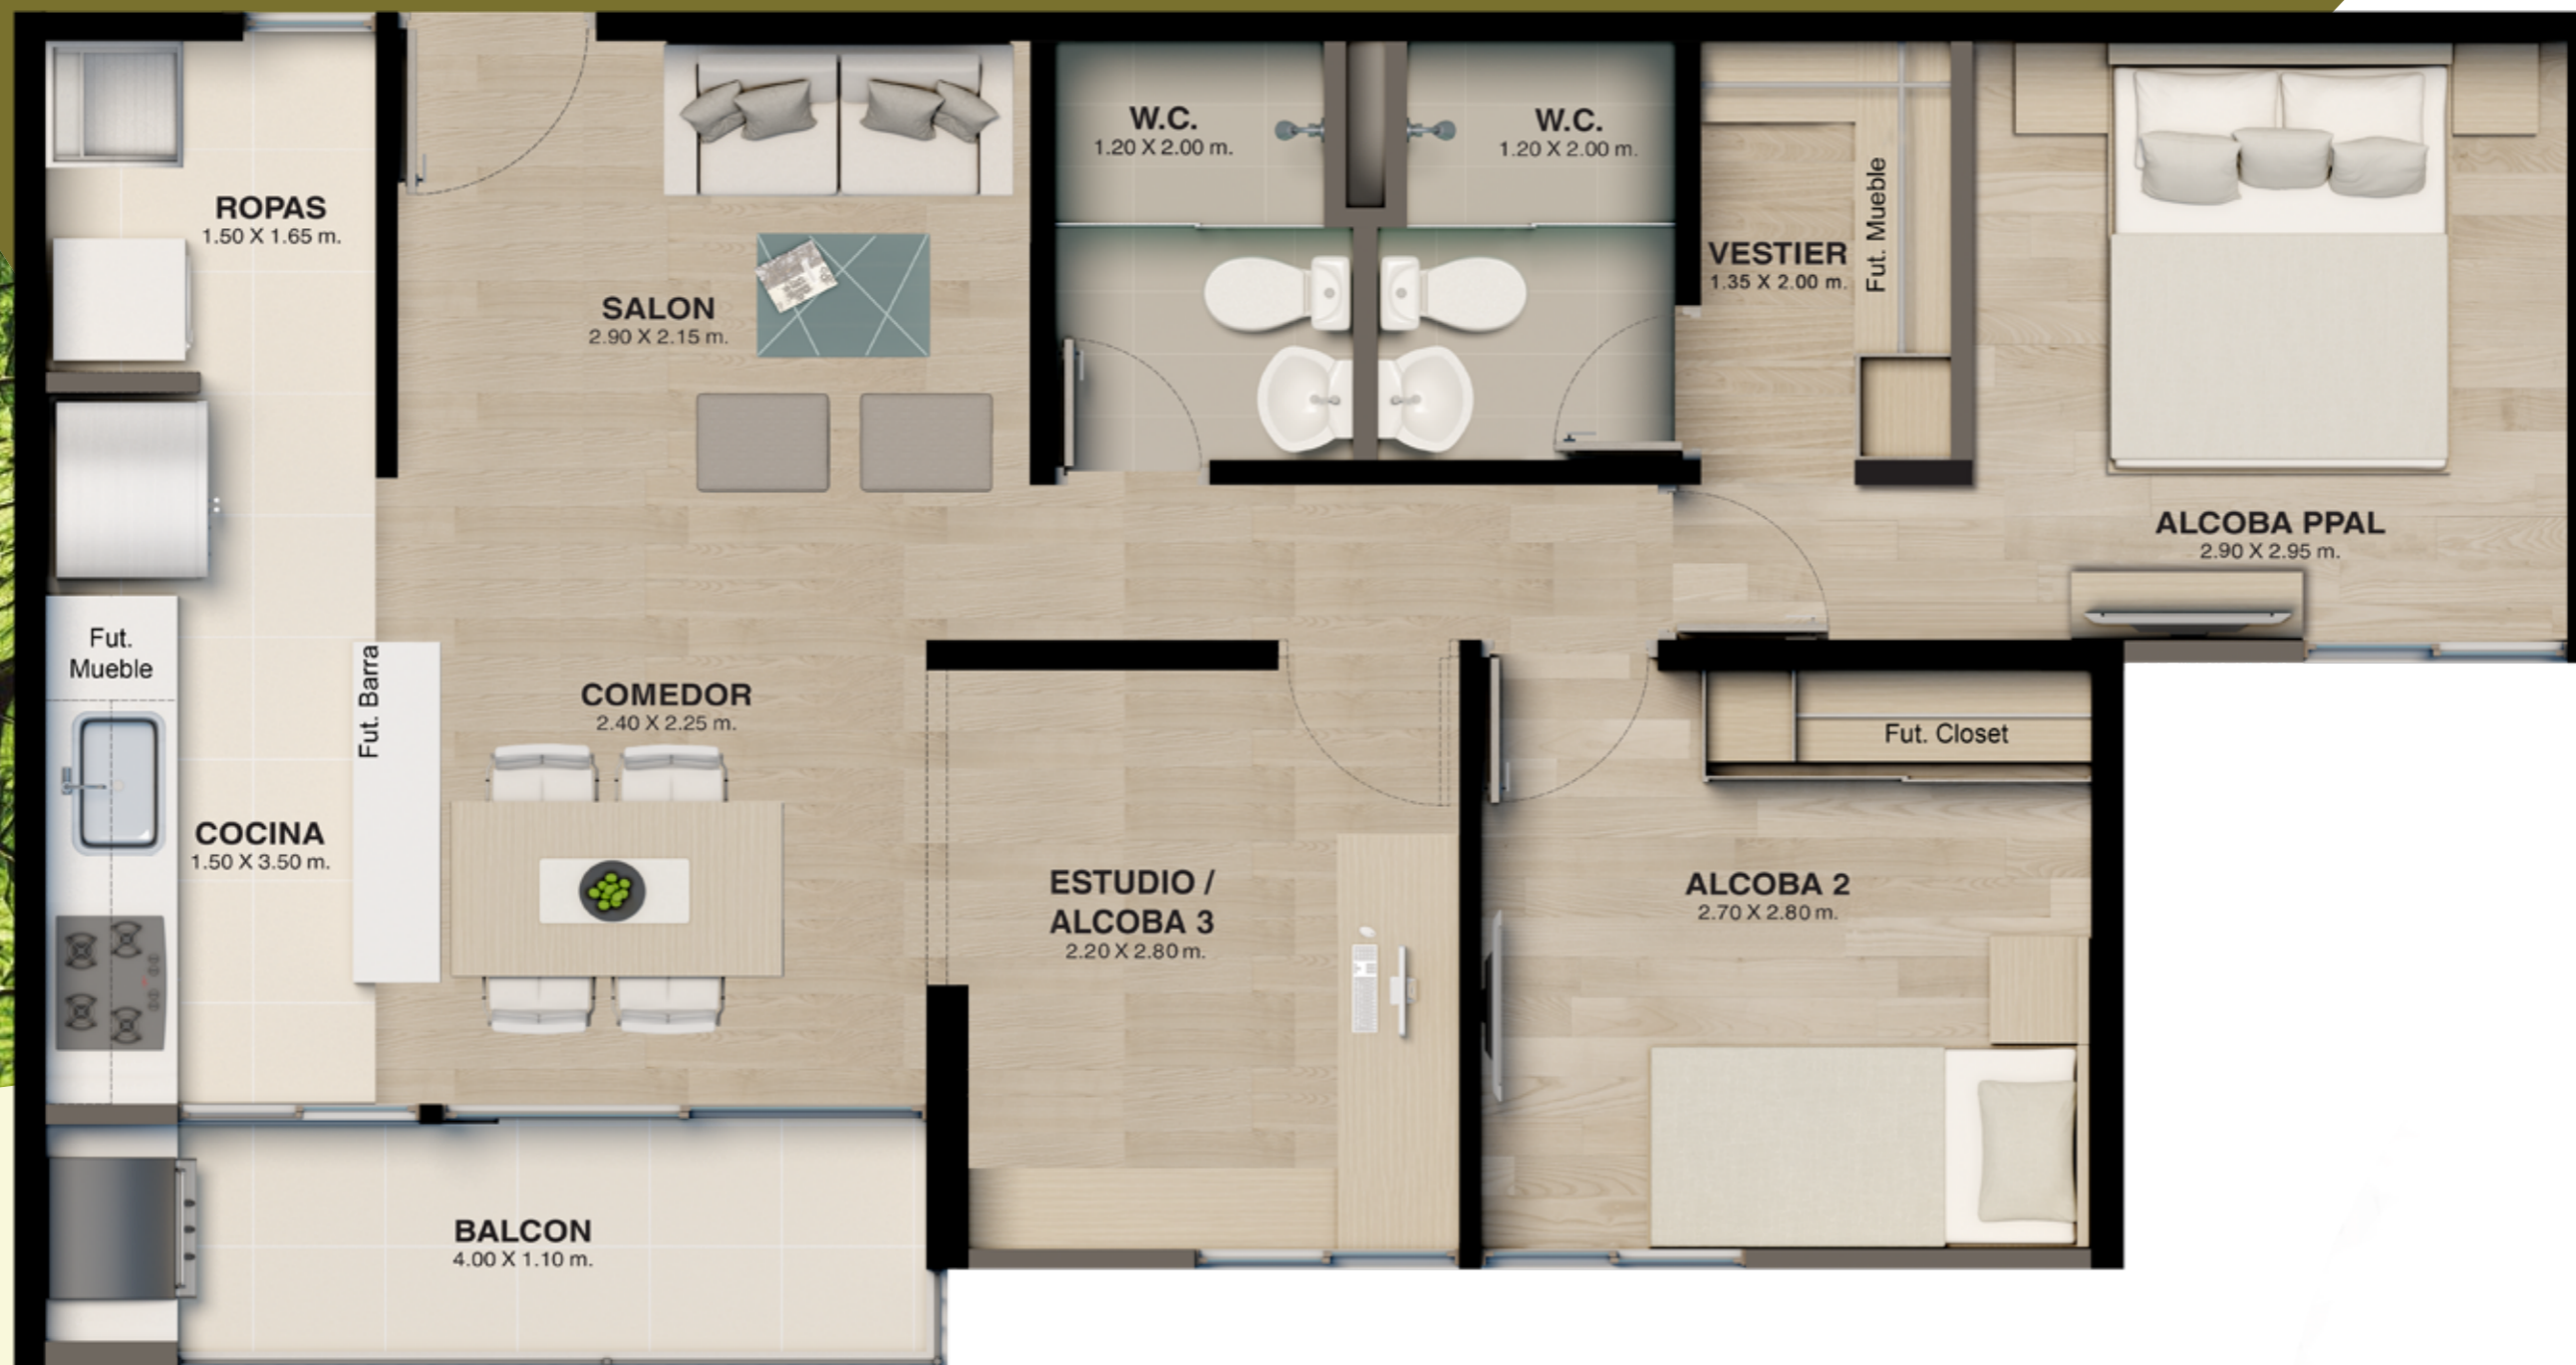 ROPAS
1.50 X 1.65 m.
SALON
2.90 X 2.15 m.
W.C.
1.20 X 2.00 m.
W.C.
1.20 X 2.00 m.
VESTIER
1.35 X 2.00 m.
Fut. Mueble
ALCOBA PPAL
2.90 X 2.95 m.
Fut.
Mueble
Fut. Barra
COCINA
1.50 X 3.50 m.
COMEDOR
2.40 X 2.25 m.
ESTUDIO /
ALCOBA 3
2.20 X 2.80 m.
Fut. Closet
ALCOBA 2
2.70 X 2.80 m.
BALCON
4.00 X 1.10 m.